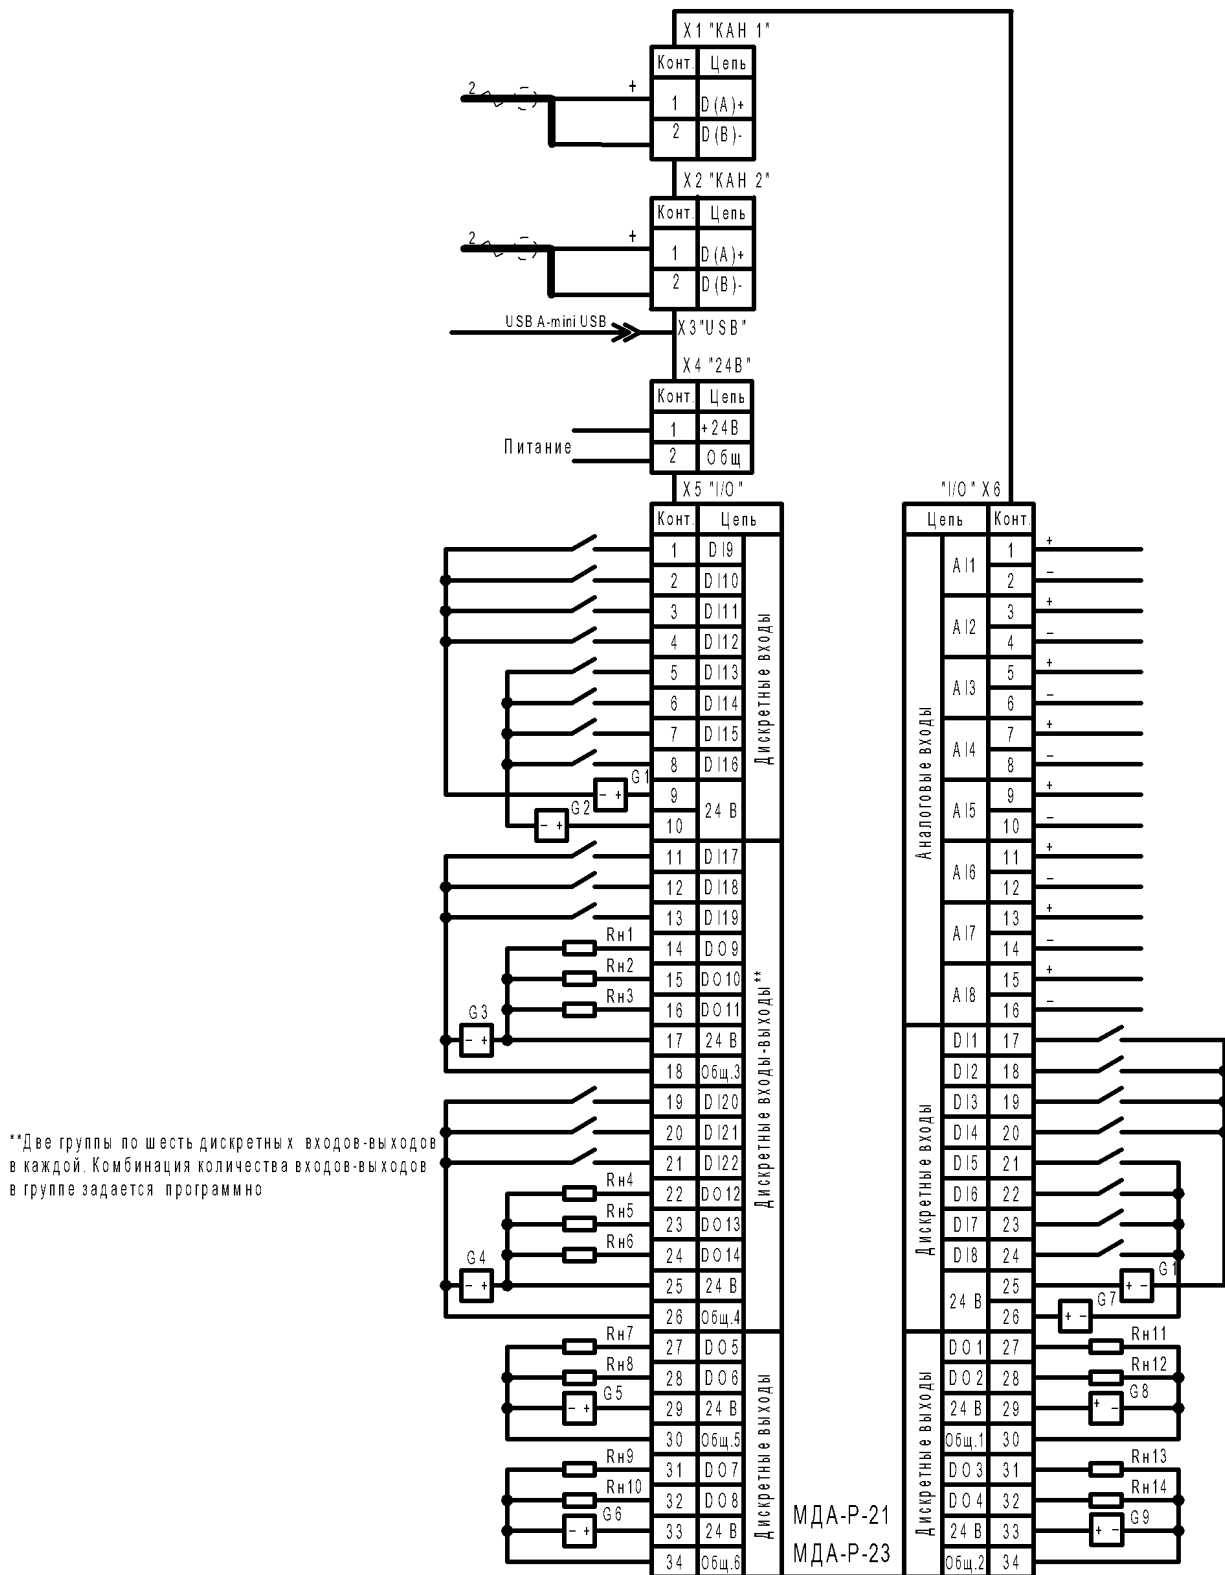 X1 "КАН 1"
Конт. Цепь
2 + 1 D(A)+
2 D(B)-
X2 "КАН 2"
Конт. Цепь
2 + 1 D(A)+
2 D(B)-
USB A-mini USB X3"USB"
X4 "24В"
Конт. Цепь
1 +24В
Питание
2 Общ
X5 "I/O"
Конт. Цепь
1 DI9
2 DI10
3 DI11
4 DI12
5 DI13
6 DI14
7 DI15
8 DI16
G1 - + 9
24 В
G2 - + 10
Дискретные входы
11 DI17
12 DI18
13 DI19
Rн1 14 DO9
Rн2 15 DO10
Rн3 16 DO11
G3 - + 17 24 В
18 Общ.3
19 DI20
20 DI21
21 DI22
Rн4 22 DO12
Rн5 23 DO13
Rн6 24 DO14
G4 - + 25 24 В
26 Общ.4
Дискретные входы-выходы**
**Две группы по шесть дискретных входов-выходов
в каждой. Комбинация количества входов-выходов
в группе задается программно
Rн7 27 DO5
Rн8 28 DO6
G5 - + 29 24 В
30 Общ.5
Rн9 31 DO7
Rн10 32 DO8
G6 - + 33 24 В
34 Общ.6
Дискретные выходы
МДА-Р-21
МДА-Р-23
"I/O" X6
Цепь Конт.
Аналоговые входы
AI1 1 +
2 –
AI2 3 +
4 –
AI3 5 +
6 –
AI4 7 +
8 –
AI5 9 +
10 –
AI6 11 +
12 –
AI7 13 +
14 –
AI8 15 +
16 –
Дискретные входы
DI1 17
DI2 18
DI3 19
DI4 20
DI5 21
DI6 22
DI7 23
DI8 24
25 + - G1
24 В
26 + - G7
Дискретные выходы
DO1 27 Rн11
DO2 28 Rн12
24 В 29 + - G8
Общ.1 30
DO3 31 Rн13
DO4 32 Rн14
24 В 33 + - G9
Общ.2 34